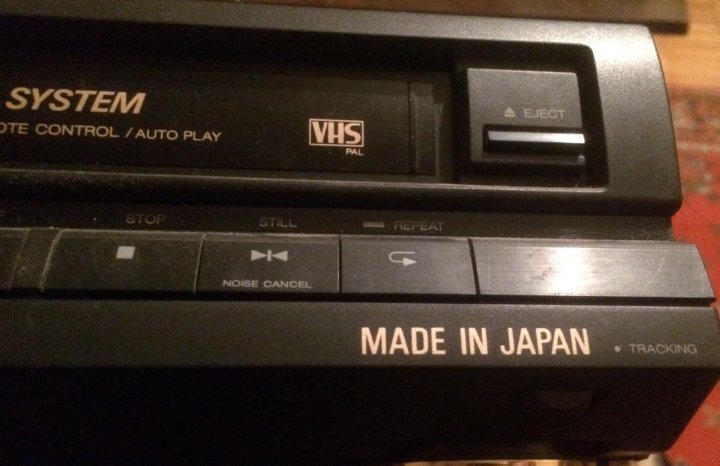 SYSTEM
OTE CONTROL / AUTO PLAY
VHS
PAL
EJECT
STOP
STILL
REPEAT
NOISE CANCEL
MADE IN JAPAN
TRACKING